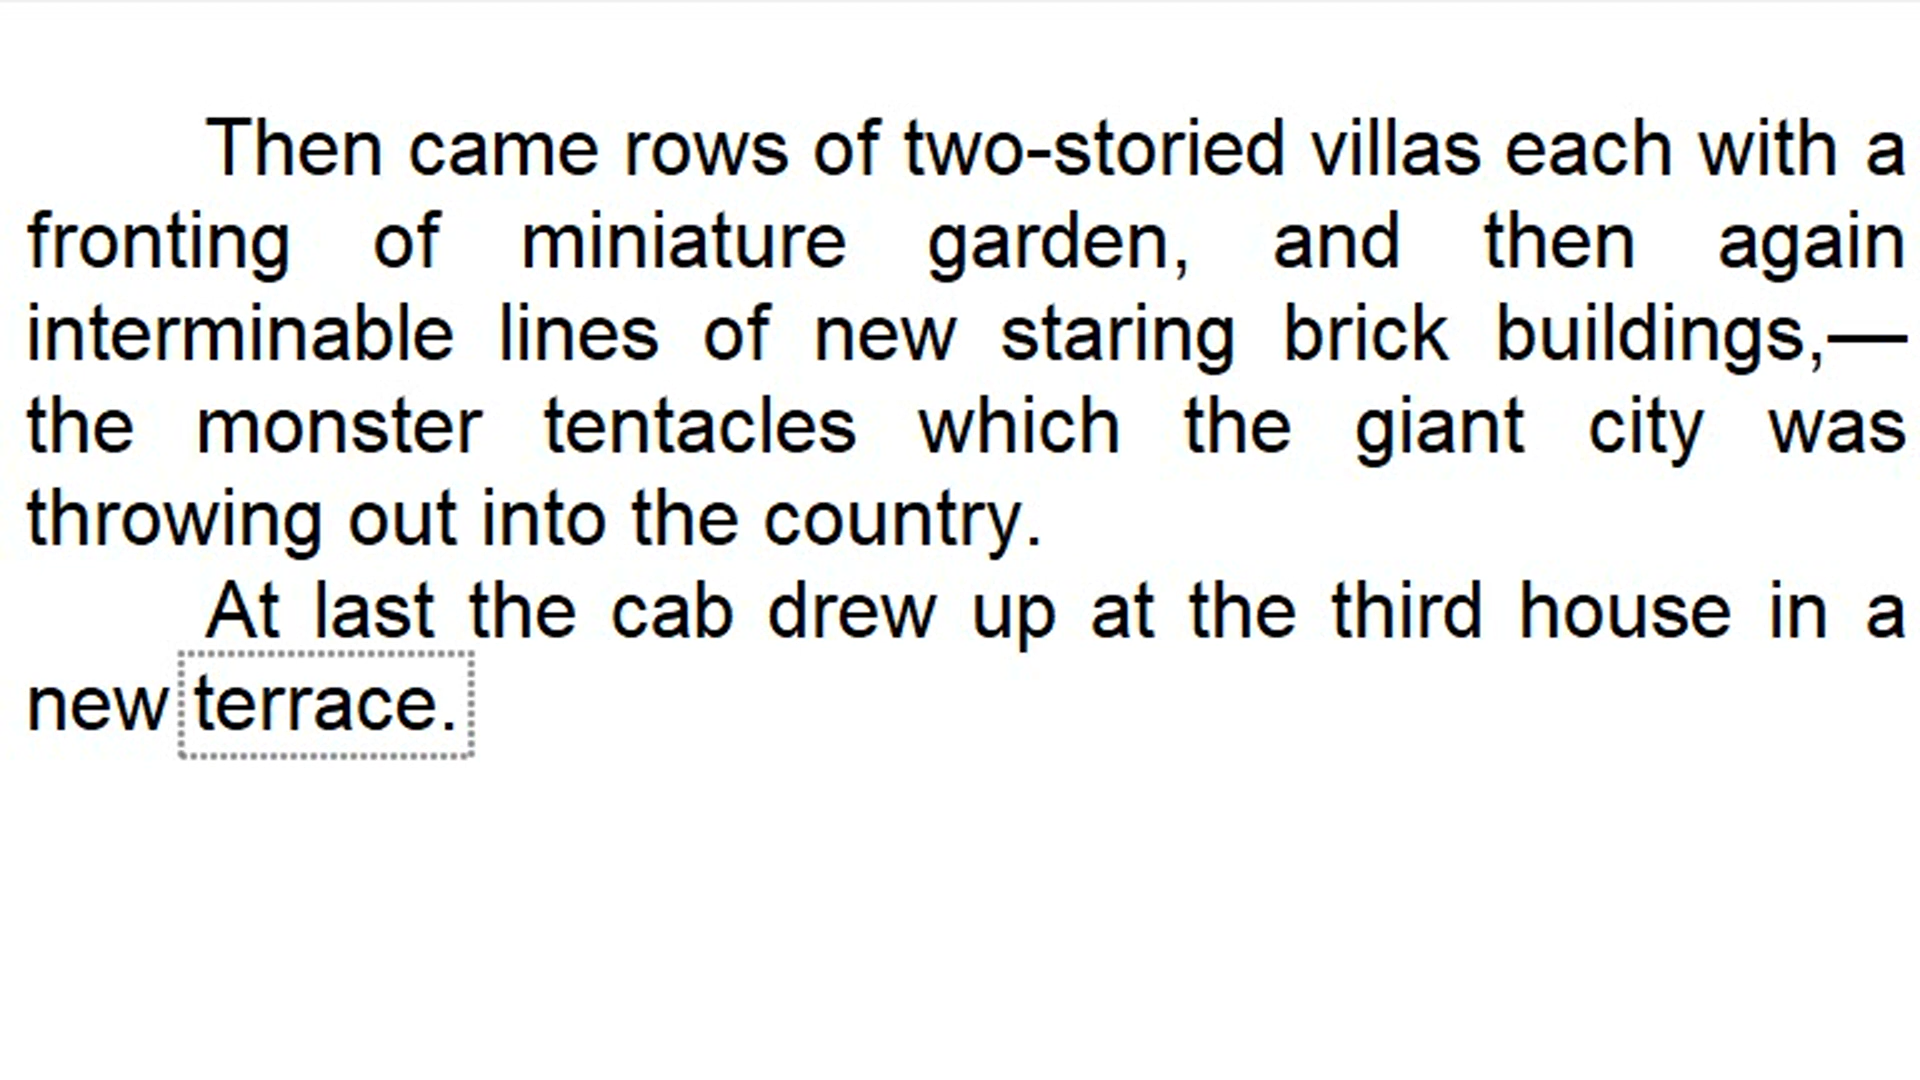 Then came rows of two-storied villas each with a
fronting of miniature garden, and then again
interminable lines of new staring brick buildings,—
the monster tentacles which the giant city was
throwing out into the country.
At last the cab drew up at the third house in a
new terrace.